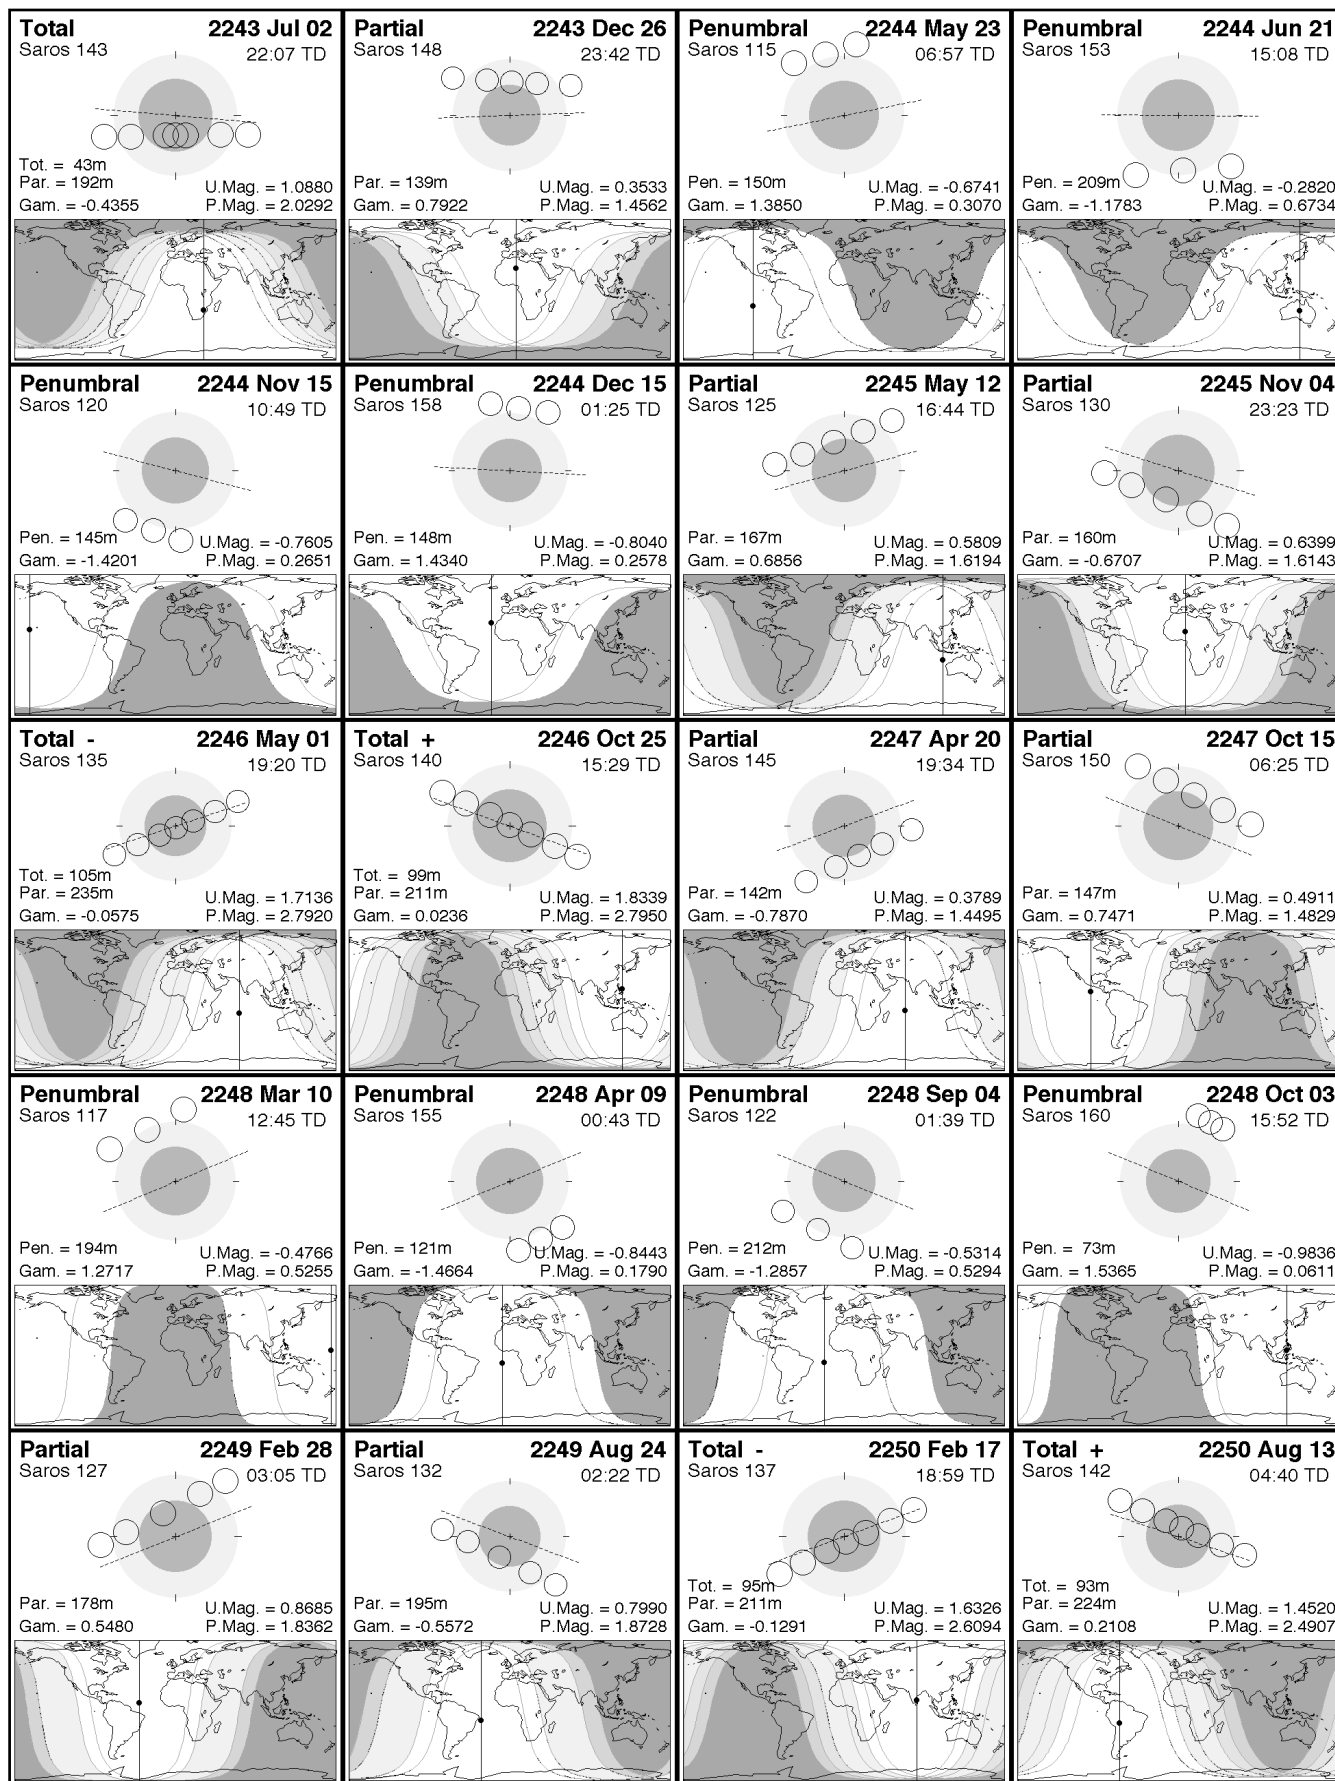 Total 2243 Jul 02
Saros 143 22:07 TD
Tot. = 43m
Par. = 192m U.Mag. = 1.0880
Gam. = -0.4355 P.Mag. = 2.0292
Partial 2243 Dec 26
Saros 148 23:42 TD
Par. = 139m U.Mag. = 0.3533
Gam. = 0.7922 P.Mag. = 1.4562
Penumbral 2244 May 23
Saros 115 06:57 TD
Pen. = 150m U.Mag. = -0.6741
Gam. = 1.3850 P.Mag. = 0.3070
Penumbral 2244 Jun 21
Saros 153 15:08 TD
Pen. = 209m U.Mag. = -0.2820
Gam. = -1.1783 P.Mag. = 0.6734
Penumbral 2244 Nov 15
Saros 120 10:49 TD
Pen. = 145m U.Mag. = -0.7605
Gam. = -1.4201 P.Mag. = 0.2651
Penumbral 2244 Dec 15
Saros 158 01:25 TD
Pen. = 148m U.Mag. = -0.8040
Gam. = 1.4340 P.Mag. = 0.2578
Partial 2245 May 12
Saros 125 16:44 TD
Par. = 167m U.Mag. = 0.5809
Gam. = 0.6856 P.Mag. = 1.6194
Partial 2245 Nov 04
Saros 130 23:23 TD
Par. = 160m U.Mag. = 0.6399
Gam. = -0.6707 P.Mag. = 1.6143
Total - 2246 May 01
Saros 135 19:20 TD
Tot. = 105m
Par. = 235m U.Mag. = 1.7136
Gam. = -0.0575 P.Mag. = 2.7920
Total + 2246 Oct 25
Saros 140 15:29 TD
Tot. = 99m
Par. = 211m U.Mag. = 1.8339
Gam. = 0.0236 P.Mag. = 2.7950
Partial 2247 Apr 20
Saros 145 19:34 TD
Par. = 142m U.Mag. = 0.3789
Gam. = -0.7870 P.Mag. = 1.4495
Partial 2247 Oct 15
Saros 150 06:25 TD
Par. = 147m U.Mag. = 0.4911
Gam. = 0.7471 P.Mag. = 1.4829
Penumbral 2248 Mar 10
Saros 117 12:45 TD
Pen. = 194m U.Mag. = -0.4766
Gam. = 1.2717 P.Mag. = 0.5255
Penumbral 2248 Apr 09
Saros 155 00:43 TD
Pen. = 121m U.Mag. = -0.8443
Gam. = -1.4664 P.Mag. = 0.1790
Penumbral 2248 Sep 04
Saros 122 01:39 TD
Pen. = 212m U.Mag. = -0.5314
Gam. = -1.2857 P.Mag. = 0.5294
Penumbral 2248 Oct 03
Saros 160 15:52 TD
Pen. = 73m U.Mag. = -0.9836
Gam. = 1.5365 P.Mag. = 0.0611
Partial 2249 Feb 28
Saros 127 03:05 TD
Par. = 178m U.Mag. = 0.8685
Gam. = 0.5480 P.Mag. = 1.8362
Partial 2249 Aug 24
Saros 132 02:22 TD
Par. = 195m U.Mag. = 0.7990
Gam. = -0.5572 P.Mag. = 1.8728
Total - 2250 Feb 17
Saros 137 18:59 TD
Tot. = 95m
Par. = 211m U.Mag. = 1.6326
Gam. = -0.1291 P.Mag. = 2.6094
Total + 2250 Aug 13
Saros 142 04:40 TD
Tot. = 93m
Par. = 224m U.Mag. = 1.4520
Gam. = 0.2108 P.Mag. = 2.4907